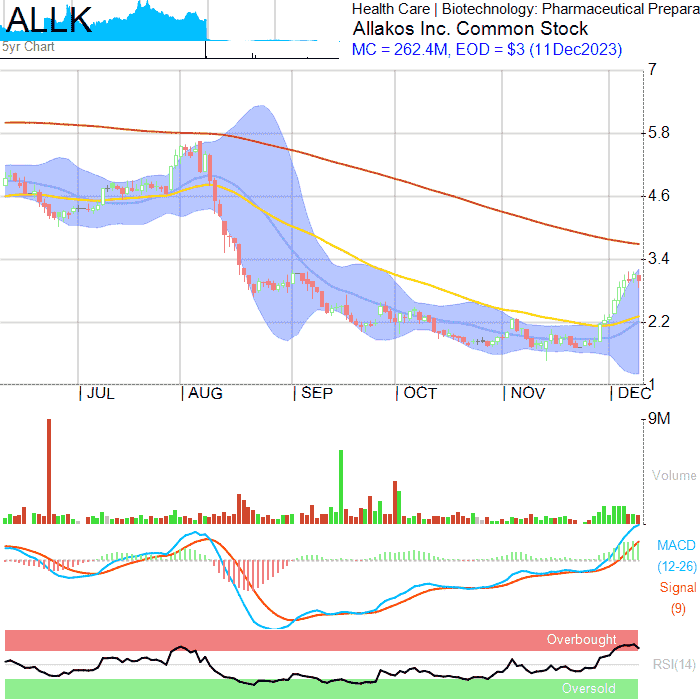 ALLK
5yr Chart
Health Care | Biotechnology: Pharmaceutical Prepara
Allakos Inc. Common Stock
MC = 262.4M, EOD = $3 (11Dec2023)
7
5.8
4.6
3.4
2.2
1
JUL
AUG
SEP
OCT
NOV
DEC
9M
Volume
MACD
(12-26)
Signal
(9)
Overbought
RSI(14)
Oversold